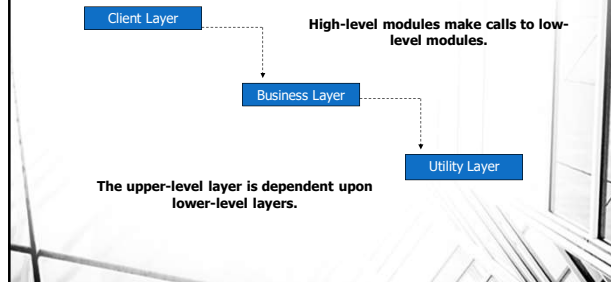 Client Layer
High-level modules make calls to low-
level modules.
Business Layer
Utility Layer
The upper-level layer is dependent upon
lower-level layers.